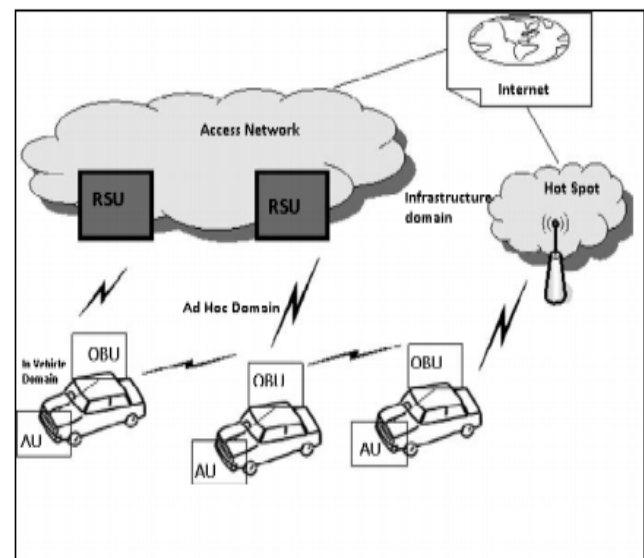 Internet
Access Network
RSU
RSU
Infrastructure
domain
Hot Spot
Ad Hoc Domain
In Vehicle
Domain
OBU
AU
OBU
AU
OBU
AU